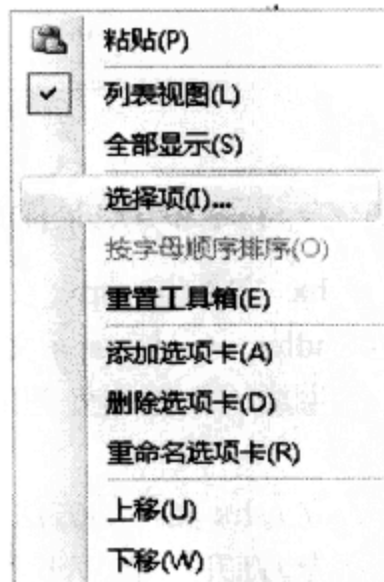 粘贴(P)
列表视图(L)
全部显示(S)
选择项(I)...
按字母顺序排序(O)
重置工具箱(E)
添加选项卡(A)
删除选项卡(D)
重命名选项卡(R)
上移(U)
下移(W)